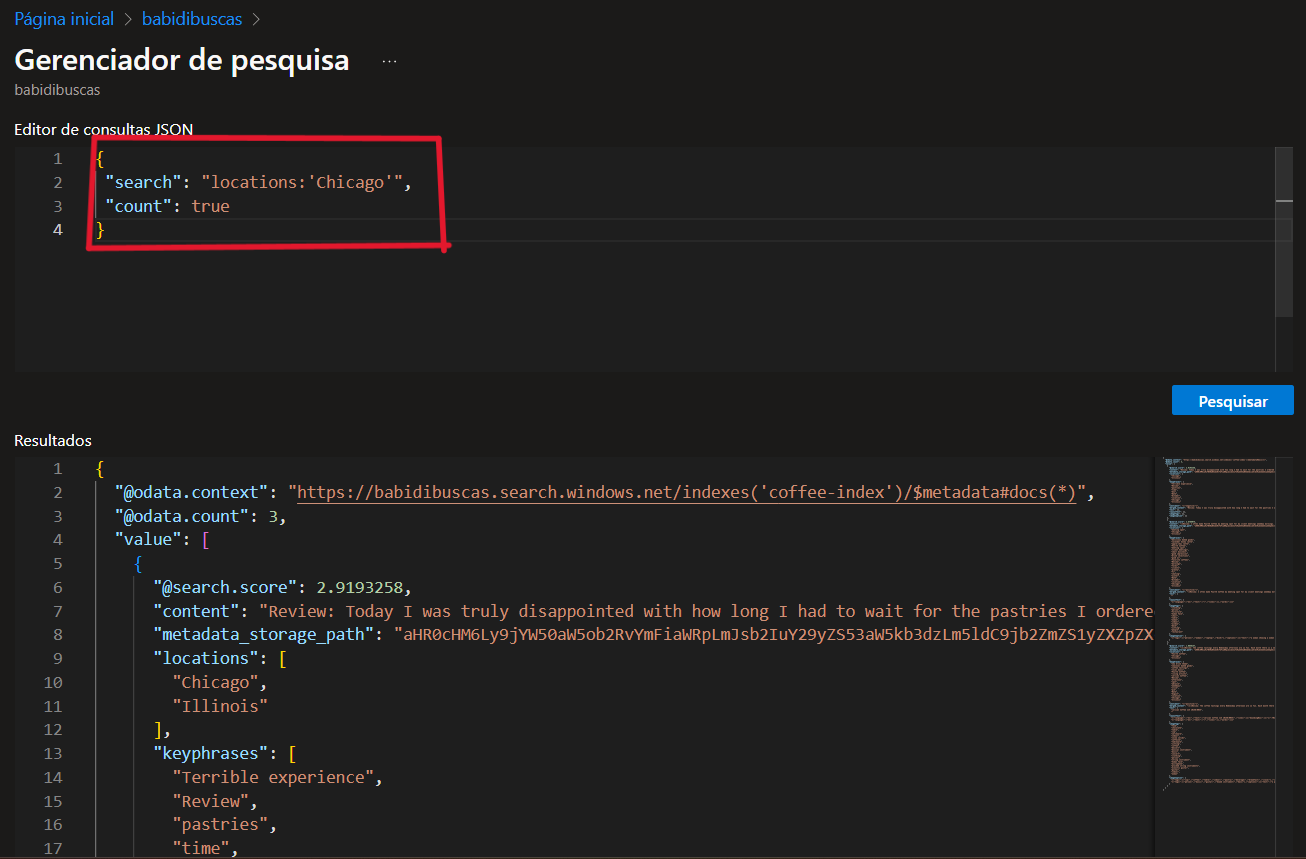 Página inicial > babidibuscas >
Gerenciador de pesquisa ...
babidibuscas
Editor de consultas JSON
1 {
2 "search": "locations:'Chicago'",
3 "count": true
4 }
Pesquisar
Resultados
1 {
2 "@odata.context": "https://babidibuscas.search.windows.net/indexes('coffee-index')/$metadata#docs(*)",
3 "@odata.count": 3,
4 "value": [
5 {
6 "@search.score": 2.9193258,
7 "content": "Review: Today I was truly disappointed with how long I had to wait for the pastries I ordere
8 "metadata_storage_path": "aHR0cHM6Ly9jYW50aW5ob2RvYmFiaWRpLmJsb2IuY29yZS53aW5kb3dzLm5ldC9jb2ZmZS1yZXZpZX
9 "locations": [
10 "Chicago",
11 "Illinois"
12 ],
13 "keyphrases": [
14 "Terrible experience",
15 "Review",
16 "pastries",
17 "time",